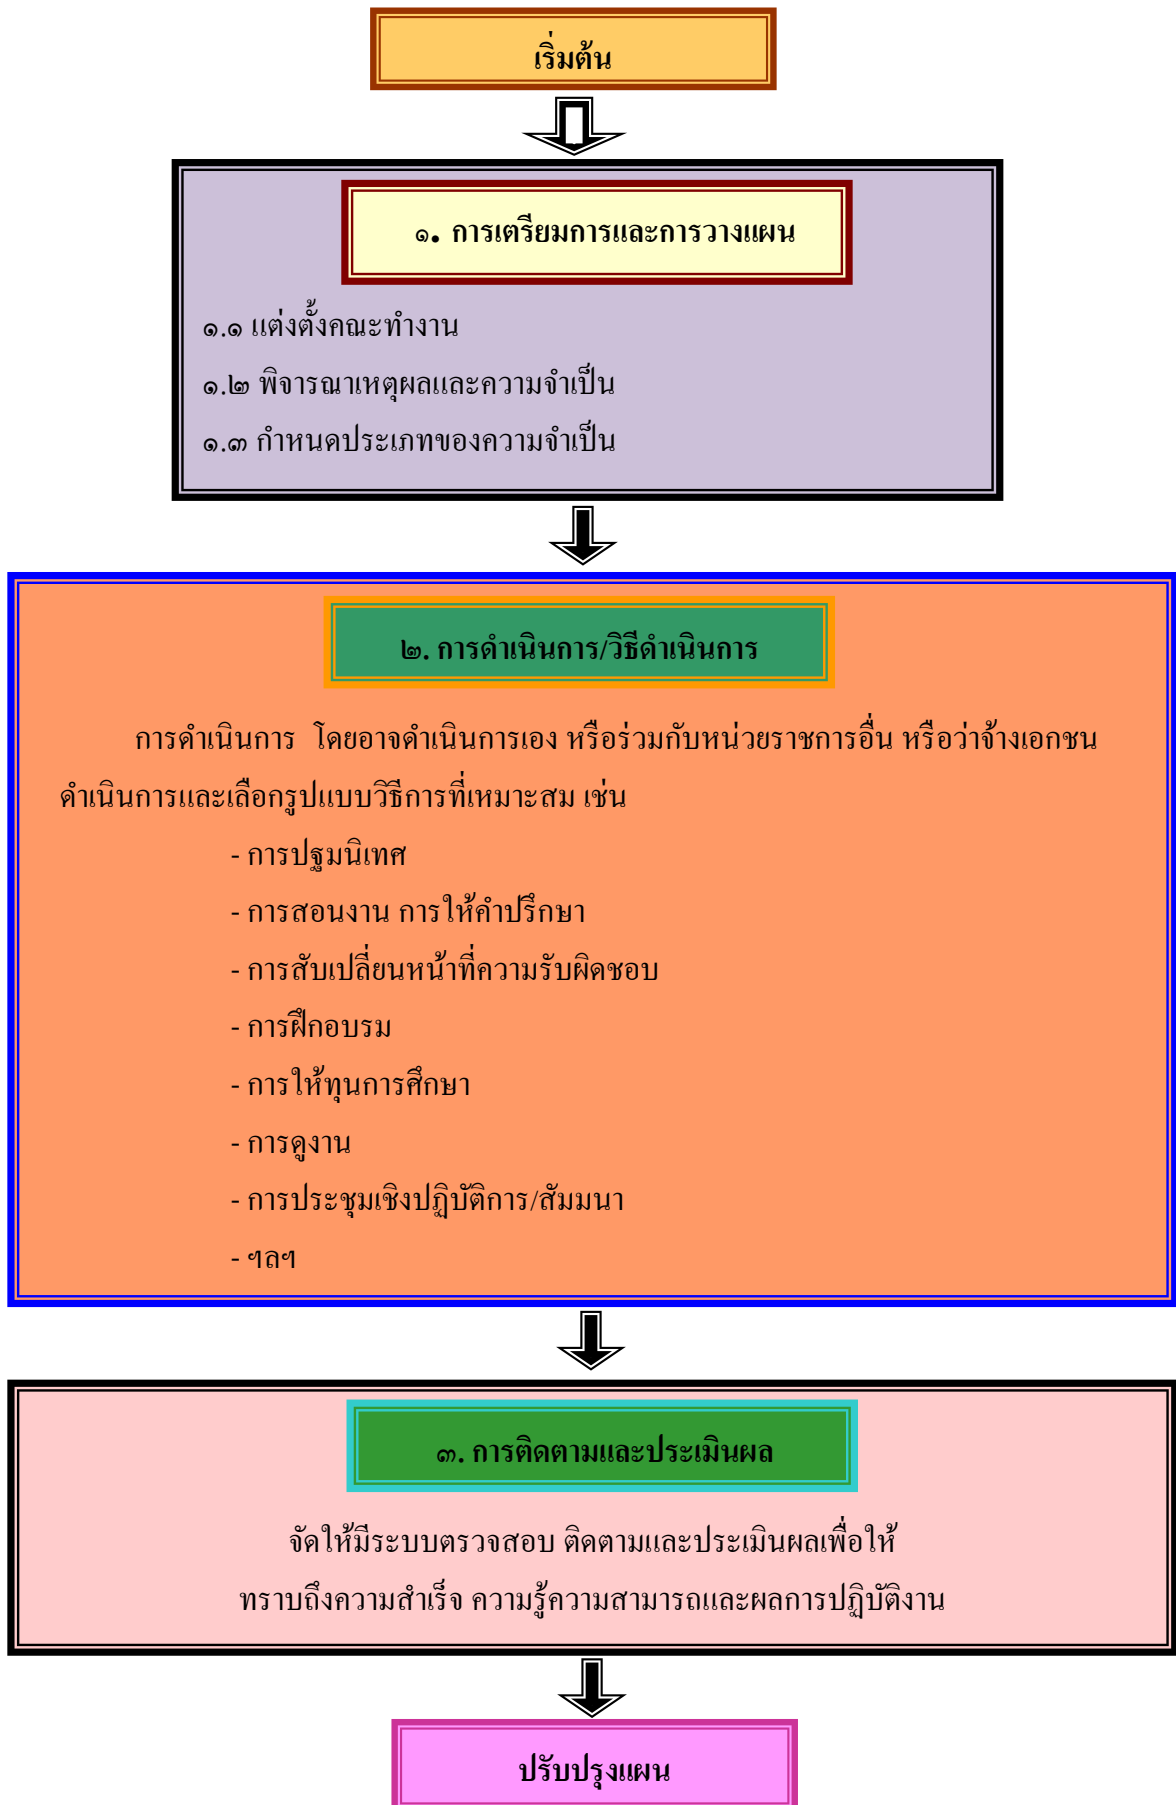 เริ่มต้น
๑. การเตรียมการและการวางแผน
๑.๑ แต่งตั้งคณะทำงาน
๑.๒ พิจารณาเหตุผลและความจำเป็น
๑.๓ กำหนดประเภทของความจำเป็น
๒. การดำเนินการ/วิธีดำเนินการ
การดำเนินการ โดยอาจดำเนินการเอง หรือร่วมกับหน่วยราชการอื่น หรือว่าจ้างเอกชน
ดำเนินการและเลือกรูปแบบวิธีการที่เหมาะสม เช่น
- การปฐมนิเทศ
- การสอนงาน การให้คำปรึกษา
- การสับเปลี่ยนหน้าที่ความรับผิดชอบ
- การฝึกอบรม
- การให้ทุนการศึกษา
- การดูงาน
- การประชุมเชิงปฏิบัติการ/สัมมนา
- ฯลฯ
๓. การติดตามและประเมินผล
จัดให้มีระบบตรวจสอบ ติดตามและประเมินผลเพื่อให้
ทราบถึงความสำเร็จ ความรู้ความสามารถและผลการปฏิบัติงาน
ปรับปรุงแผน